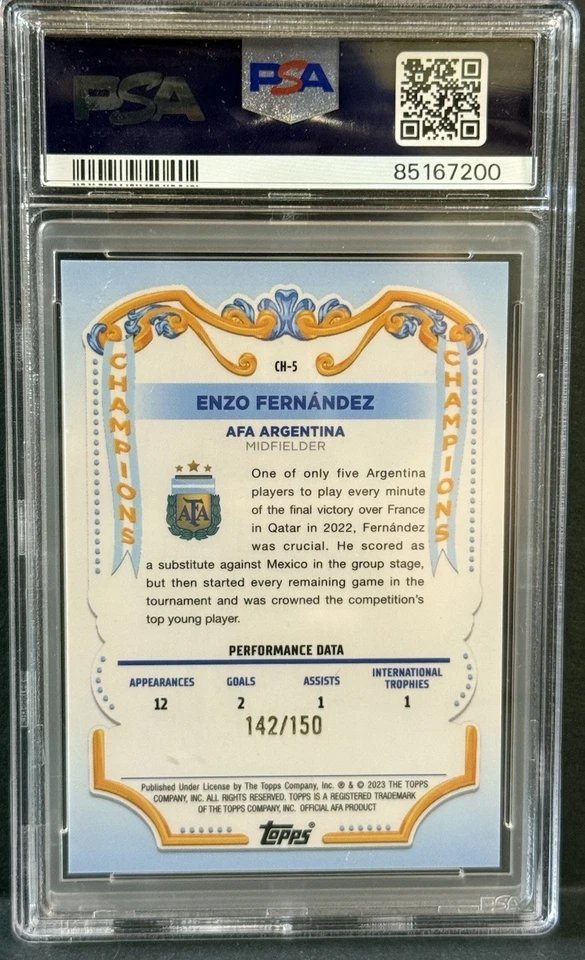 PSA
PSA
85167200
CH-5
CHAMPIONS
CHAMPIONS
ENZO FERNÁNDEZ
AFA ARGENTINA
MIDFIELDER
AFA
One of only five Argentina
players to play every minute
of the final victory over France
in Qatar in 2022, Fernández
was crucial. He scored as
a substitute against Mexico in the group stage,
but then started every remaining game in the
tournament and was crowned the competition's
top young player.
PERFORMANCE DATA
APPEARANCES GOALS ASSISTS INTERNATIONAL
TROPHIES
12 2 1 1
142/150
Published Under License by The Topps Company, Inc. ® & © 2023 THE TOPPS
COMPANY, INC. ALL RIGHTS RESERVED. TOPPS IS A REGISTERED TRADEMARK
OF THE TOPPS COMPANY, INC. OFFICIAL AFA PRODUCT
TOPPS®
PSA